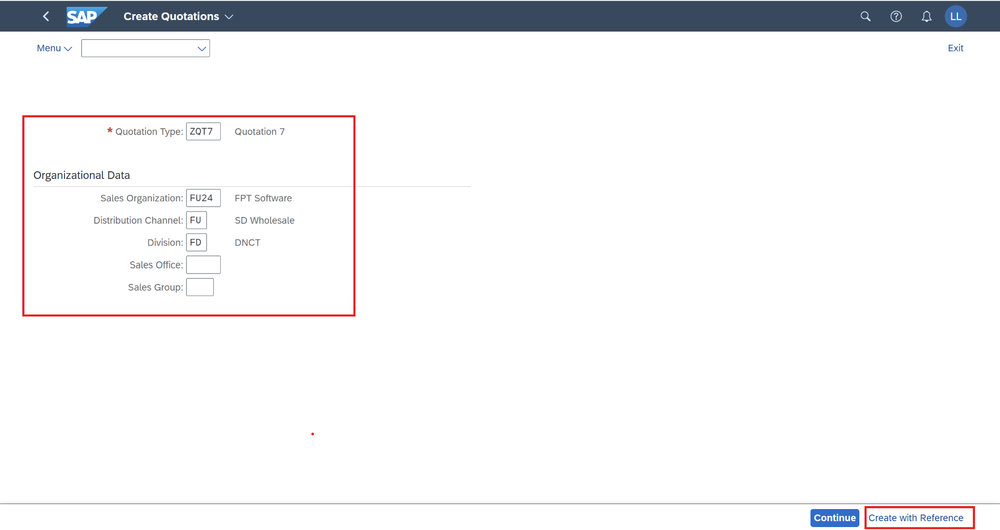 SAP Create Quotations LL
Menu Exit
* Quotation Type: ZQT7 Quotation 7
Organizational Data
Sales Organization: FU24 FPT Software
Distribution Channel: FU SD Wholesale
Division: FD DNCT
Sales Office:
Sales Group:
Continue Create with Reference